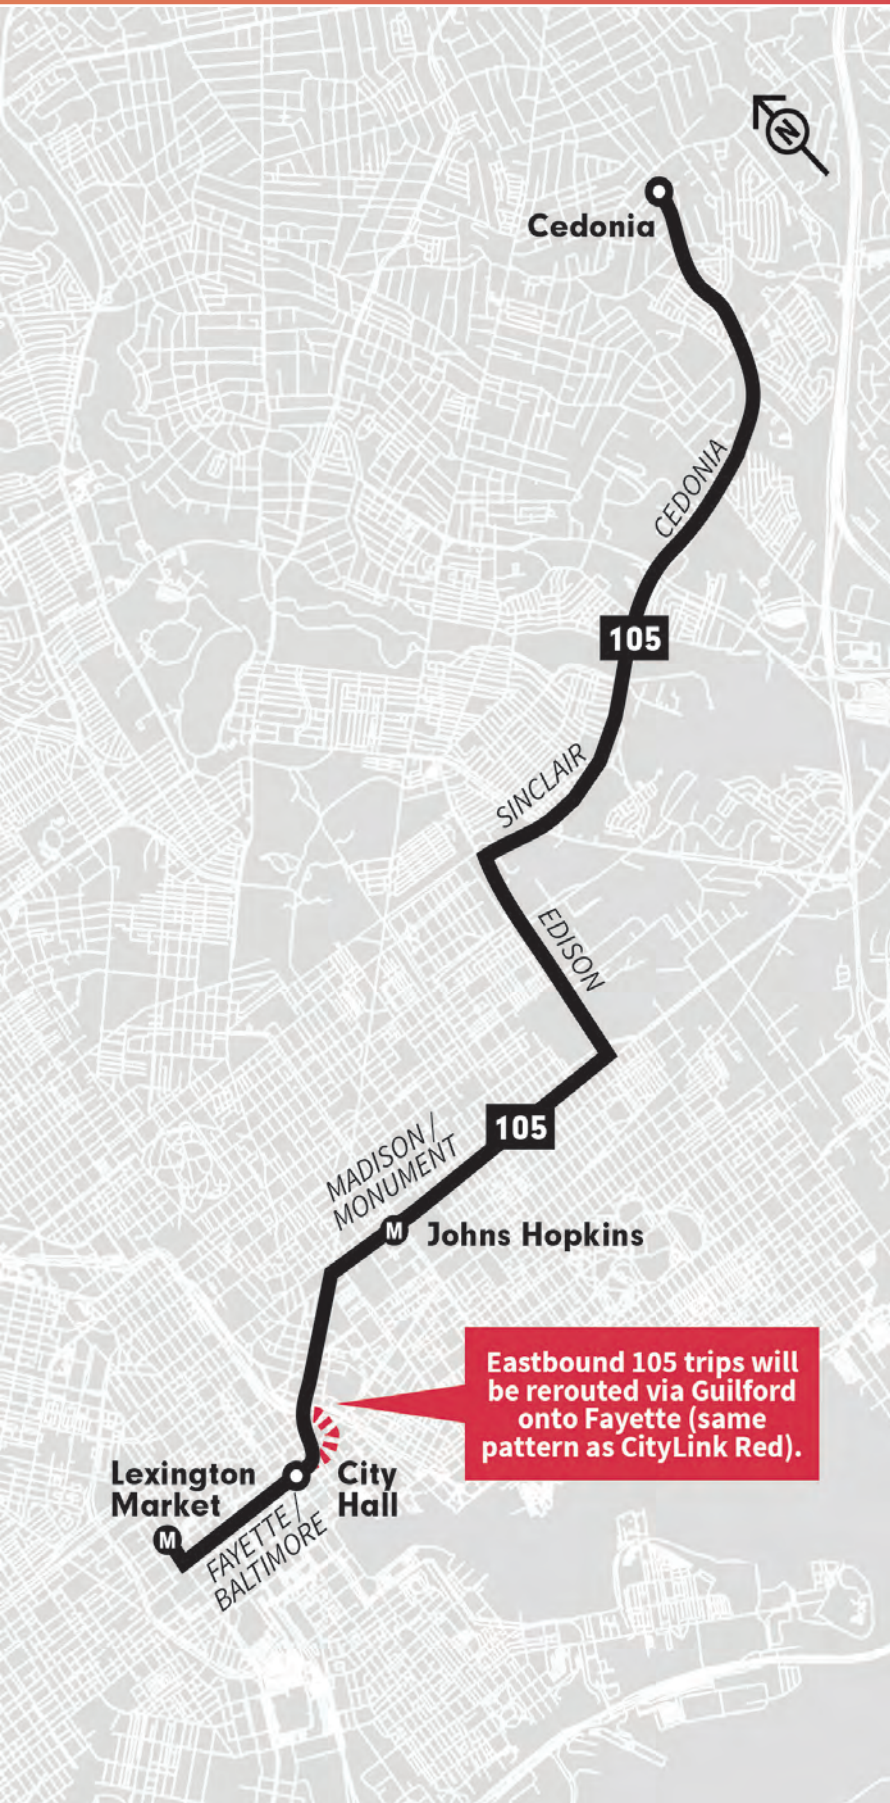 N
Cedonia
CEDONIA
105
SINCLAIR
EDISON
105
MADISON /
MONUMENT
M
Johns Hopkins
Eastbound 105 trips will
be rerouted via Guilford
onto Fayette (same
pattern as CityLink Red).
Lexington
Market
City
Hall
M
FAYETTE /
BALTIMORE